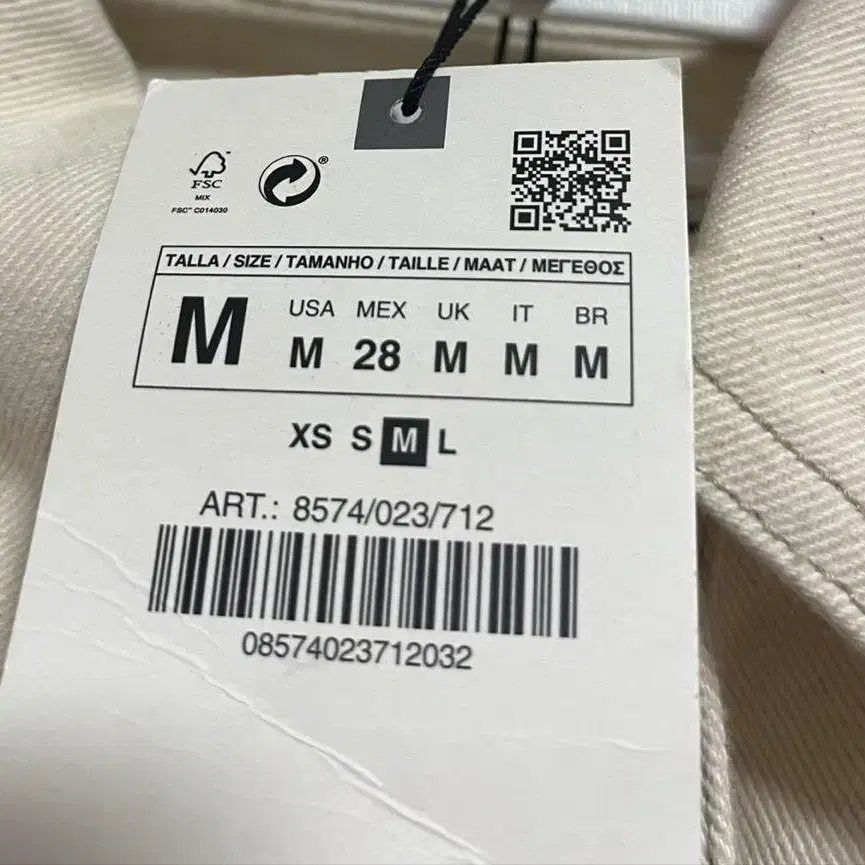 FSC
MIX
FSC™ C014030
®
TALLA / SIZE / TAMANHO / TAILLE / MAAT / ΜΕΓΕΘΟΣ
M
USA MEX UK IT BR
M 28 M M M
XS S M L
ART.: 8574/023/712
08574023712032